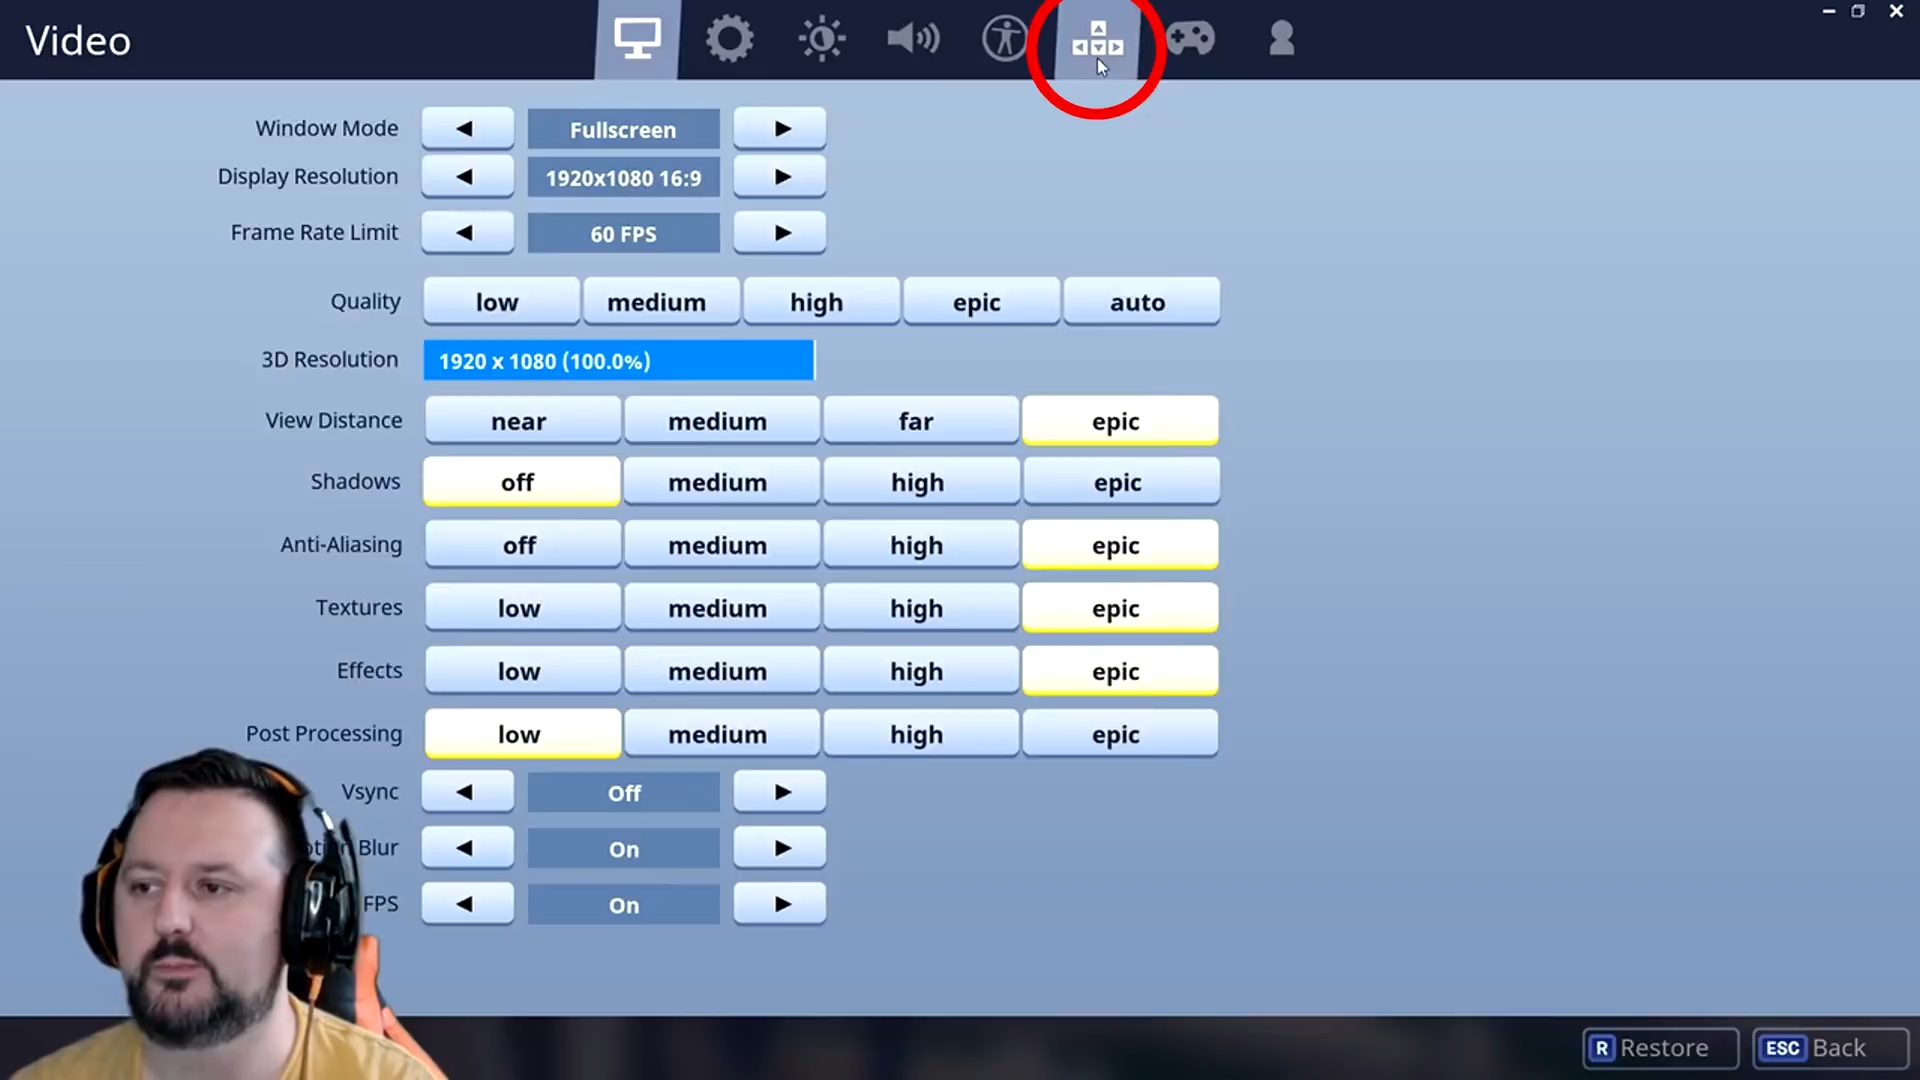 Video
Window Mode Fullscreen
Display Resolution 1920x1080 16:9
Frame Rate Limit 60 FPS
Quality low medium high epic auto
3D Resolution 1920 x 1080 (100.0%)
View Distance near medium far epic
Shadows off medium high epic
Anti-Aliasing off medium high epic
Textures low medium high epic
Effects low medium high epic
Post Processing low medium high epic
Vsync Off
Blur On
FPS On
R Restore ESC Back